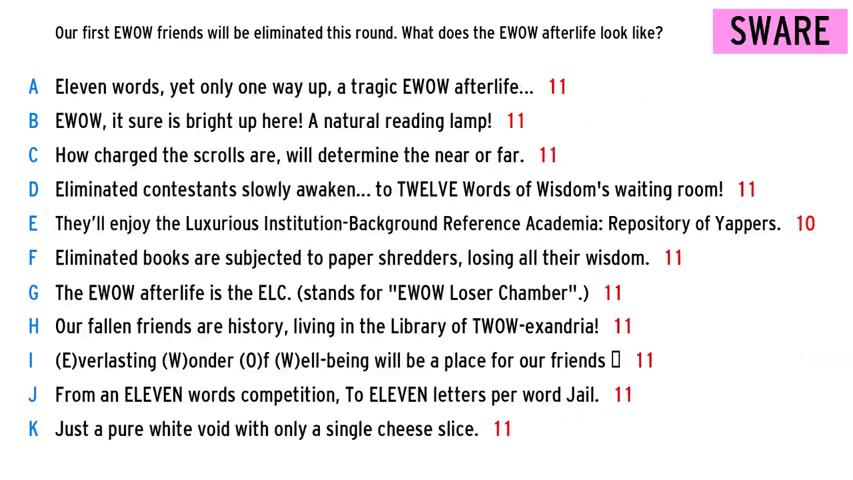 Our first EWOW friends will be eliminated this round. What does the EWOW afterlife look like?
SWARE
A Eleven words, yet only one way up, a tragic EWOW afterlife... 11
B EWOW, it sure is bright up here! A natural reading lamp! 11
C How charged the scrolls are, will determine the near or far. 11
D Eliminated contestants slowly awaken... to TWELVE Words of Wisdom's waiting room! 11
E They’ll enjoy the Luxurious Institution-Background Reference Academia: Repository of Yappers. 10
F Eliminated books are subjected to paper shredders, losing all their wisdom. 11
G The EWOW afterlife is the ELC. (stands for "EWOW Loser Chamber".) 11
H Our fallen friends are history, living in the Library of TWOW-exandria! 11
I (E)verlasting (W)onder (O)f (W)ell-being will be a place for our friends 11
J From an ELEVEN words competition, To ELEVEN letters per word Jail. 11
K Just a pure white void with only a single cheese slice. 11